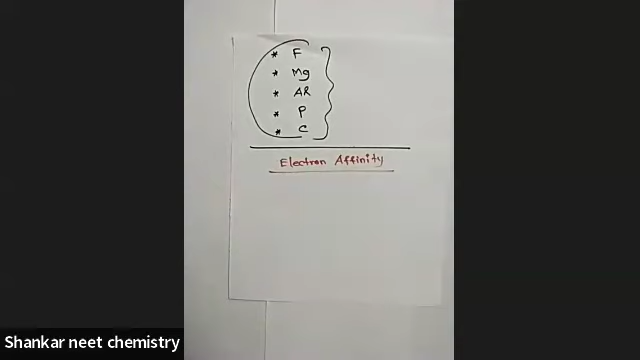 * F
* Mg
* AR
* P
* C
Electron Affinity
Shankar neet chemistry